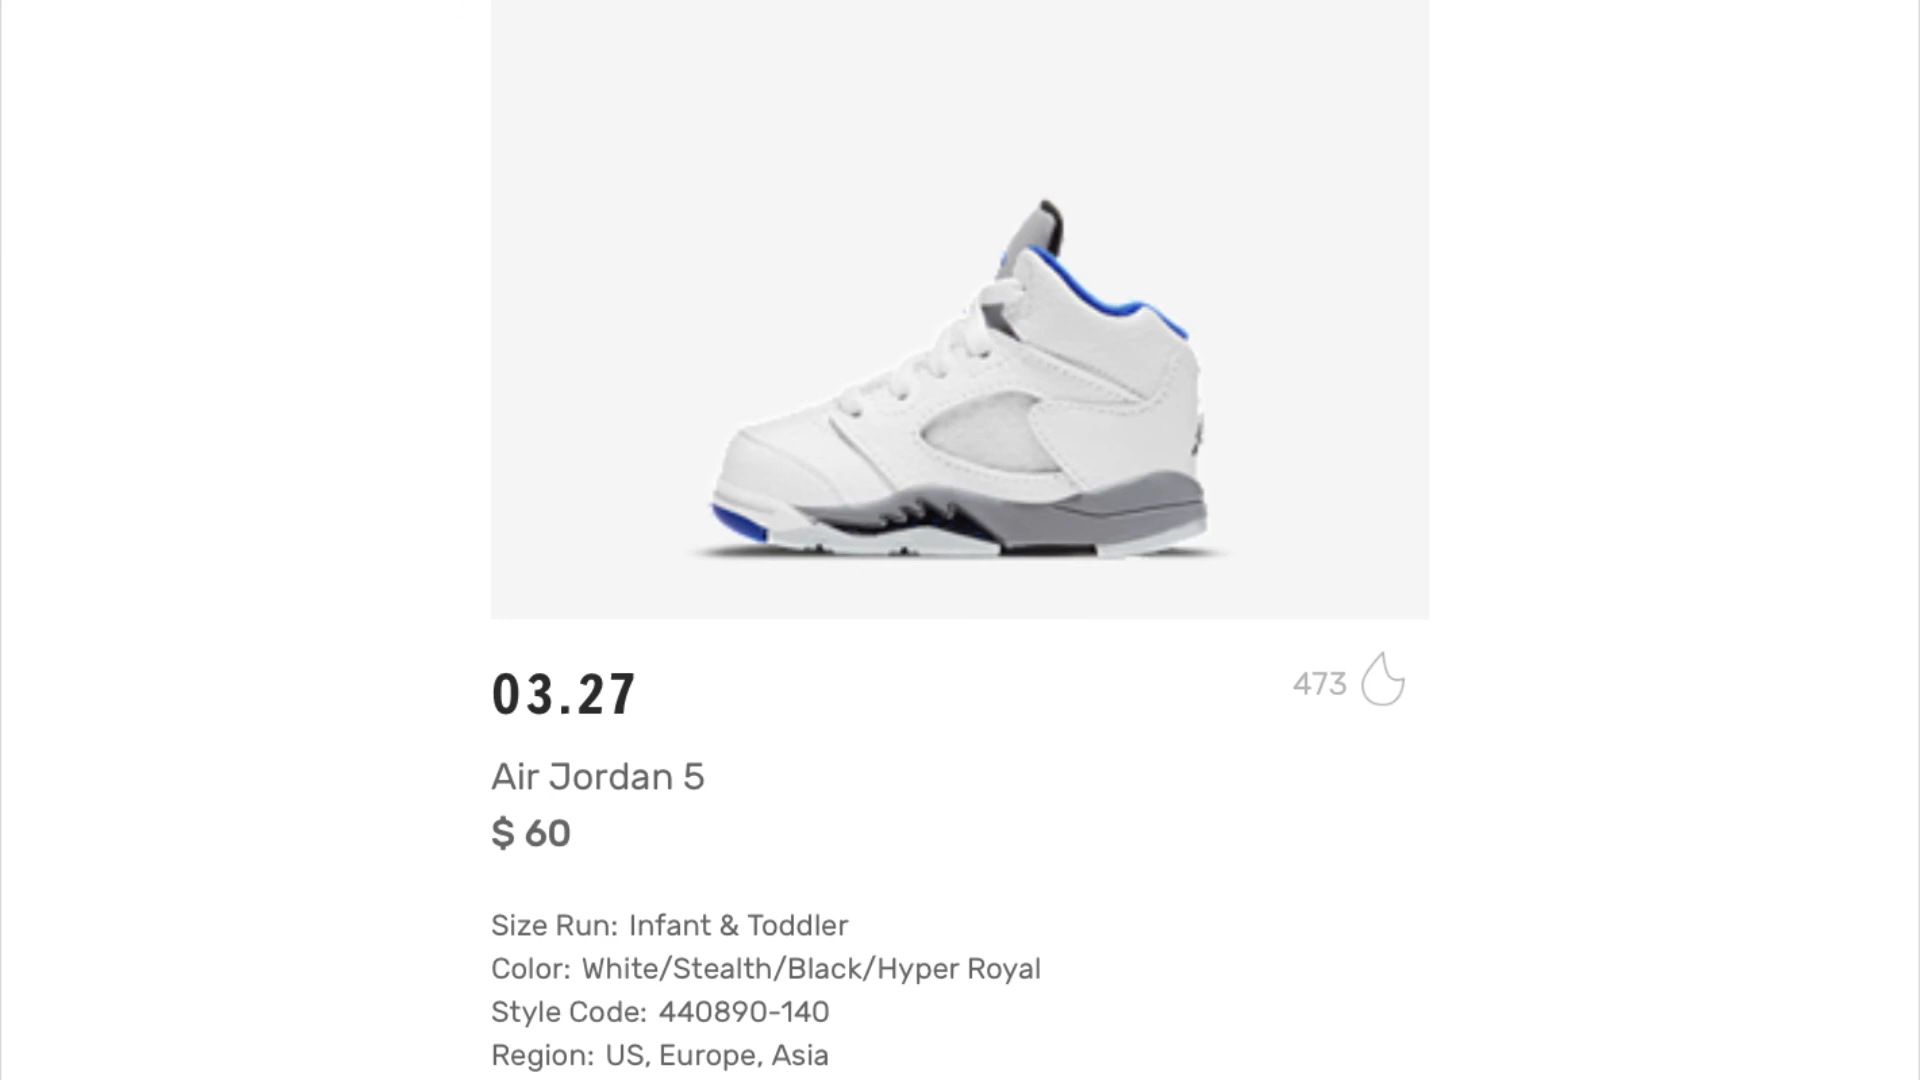 03.27
473
Air Jordan 5
$ 60
Size Run: Infant & Toddler
Color: White/Stealth/Black/Hyper Royal
Style Code: 440890-140
Region: US, Europe, Asia